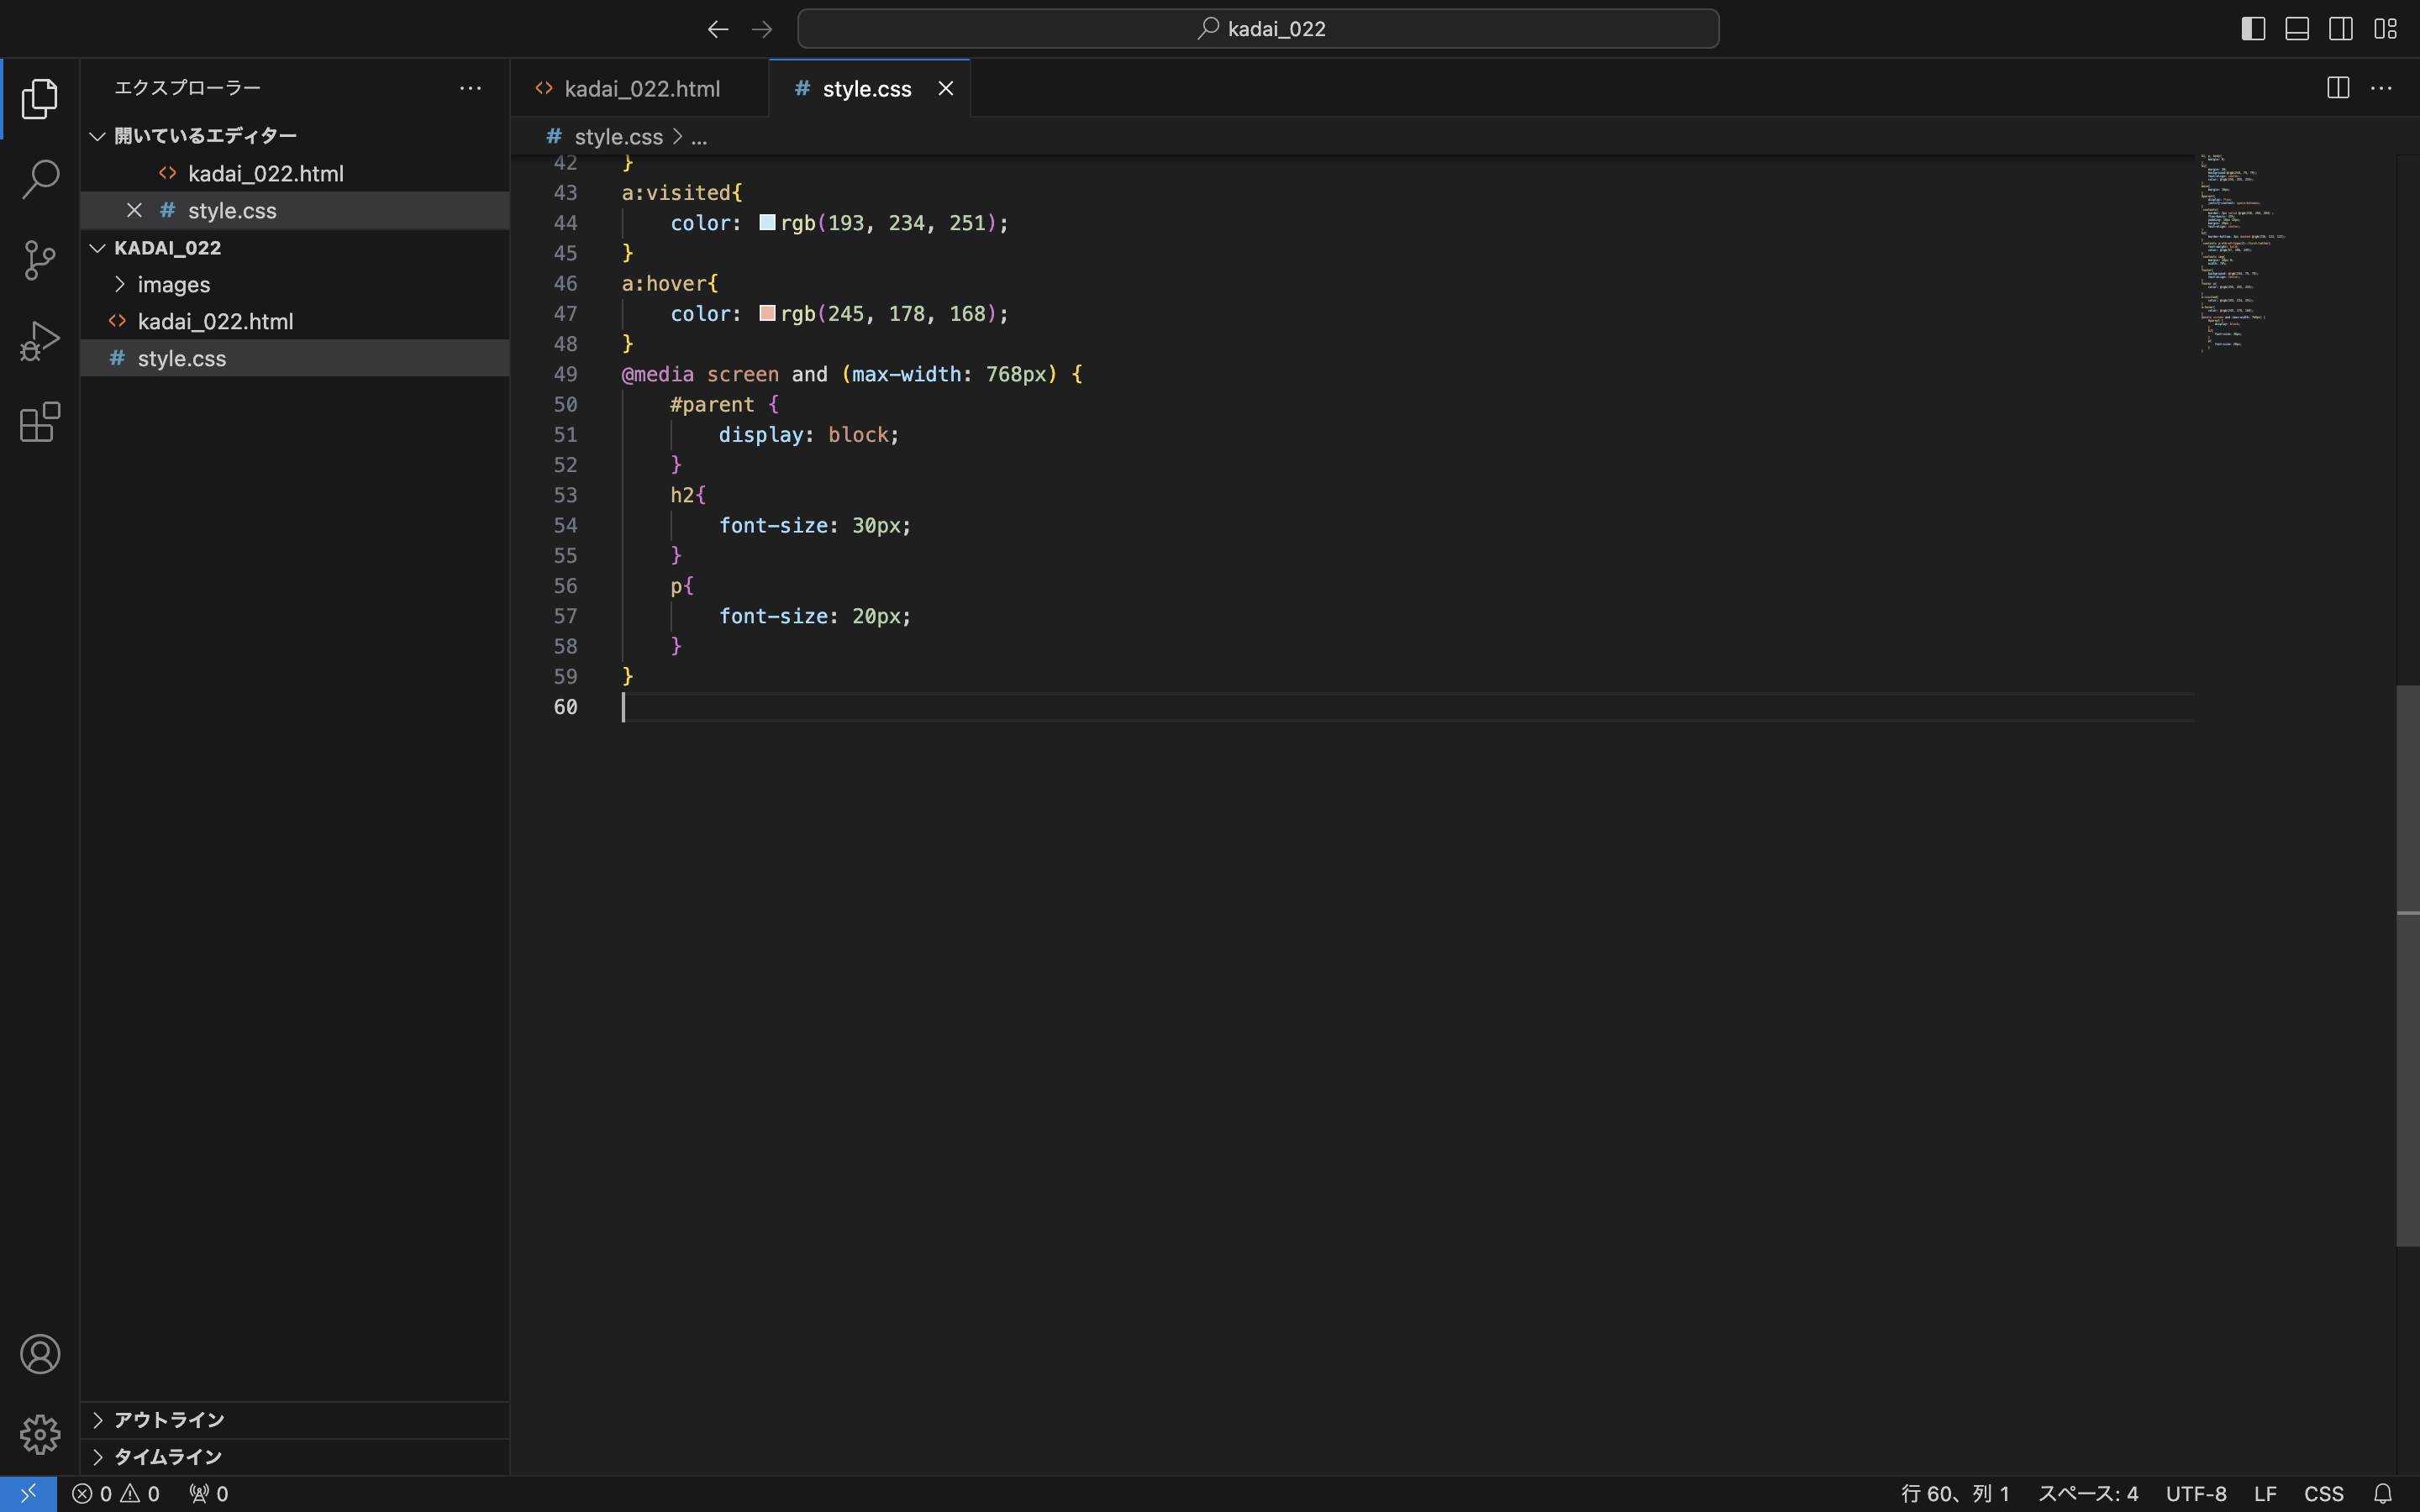 kadai_022
エクスプローラー
開いているエディター
kadai_022.html
style.css
KADAI_022
images
kadai_022.html
style.css
アウトライン
タイムライン
kadai_022.html
# style.css
# style.css > ...
42 }
43 a:visited{
44     color: rgb(193, 234, 251);
45 }
46 a:hover{
47     color: rgb(245, 178, 168);
48 }
49 @media screen and (max-width: 768px) {
50     #parent {
51         display: block;
52     }
53     h2{
54         font-size: 30px;
55     }
56     p{
57         font-size: 20px;
58     }
59 }
60
0 0 0 行 60、列 1 スペース: 4 UTF-8 LF CSS